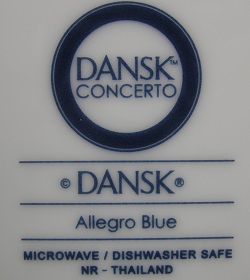 DANSK™
CONCERTO
© DANSK®
Allegro Blue
MICROWAVE / DISHWASHER SAFE
NR - THAILAND